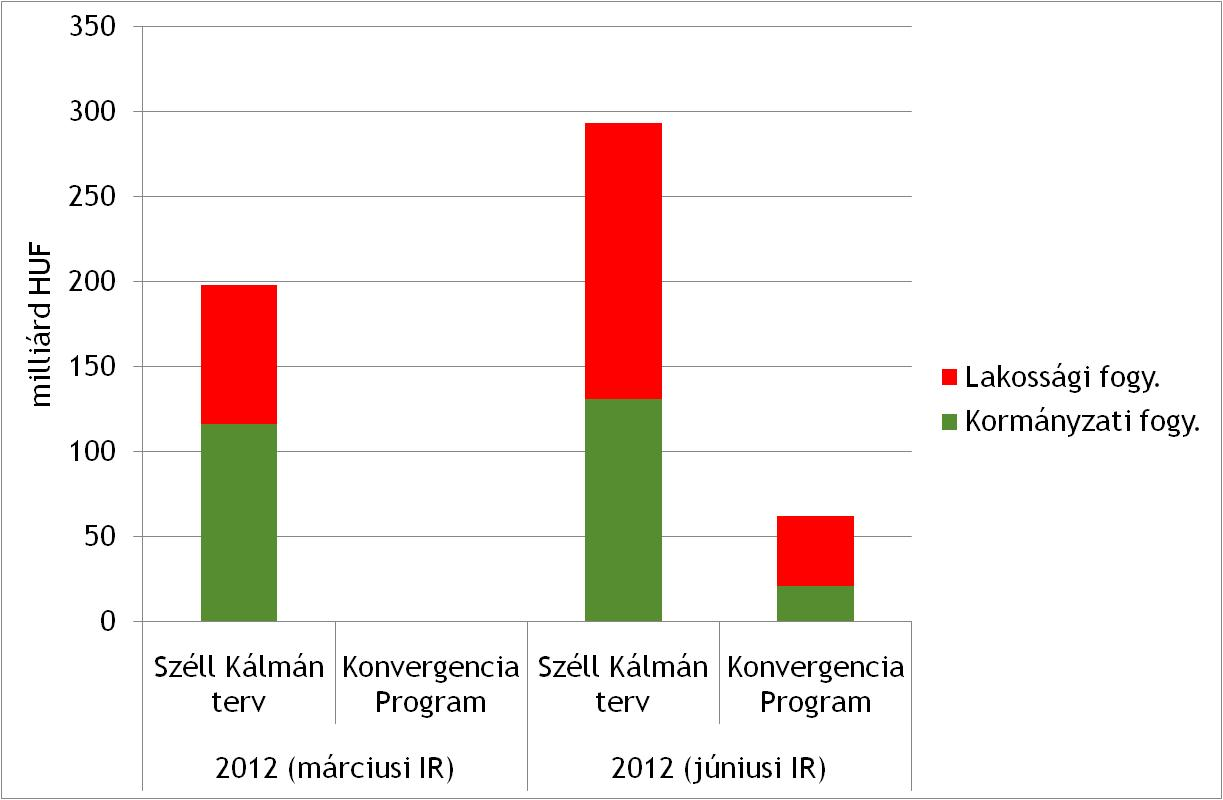 350
300
250
200
150
100
50
0
milliárd HUF
Széll Kálmán
terv
Konvergencia
Program
Széll Kálmán
terv
Konvergencia
Program
2012 (márciusi IR)
2012 (júniusi IR)
Lakossági fogy.
Kormányzati fogy.